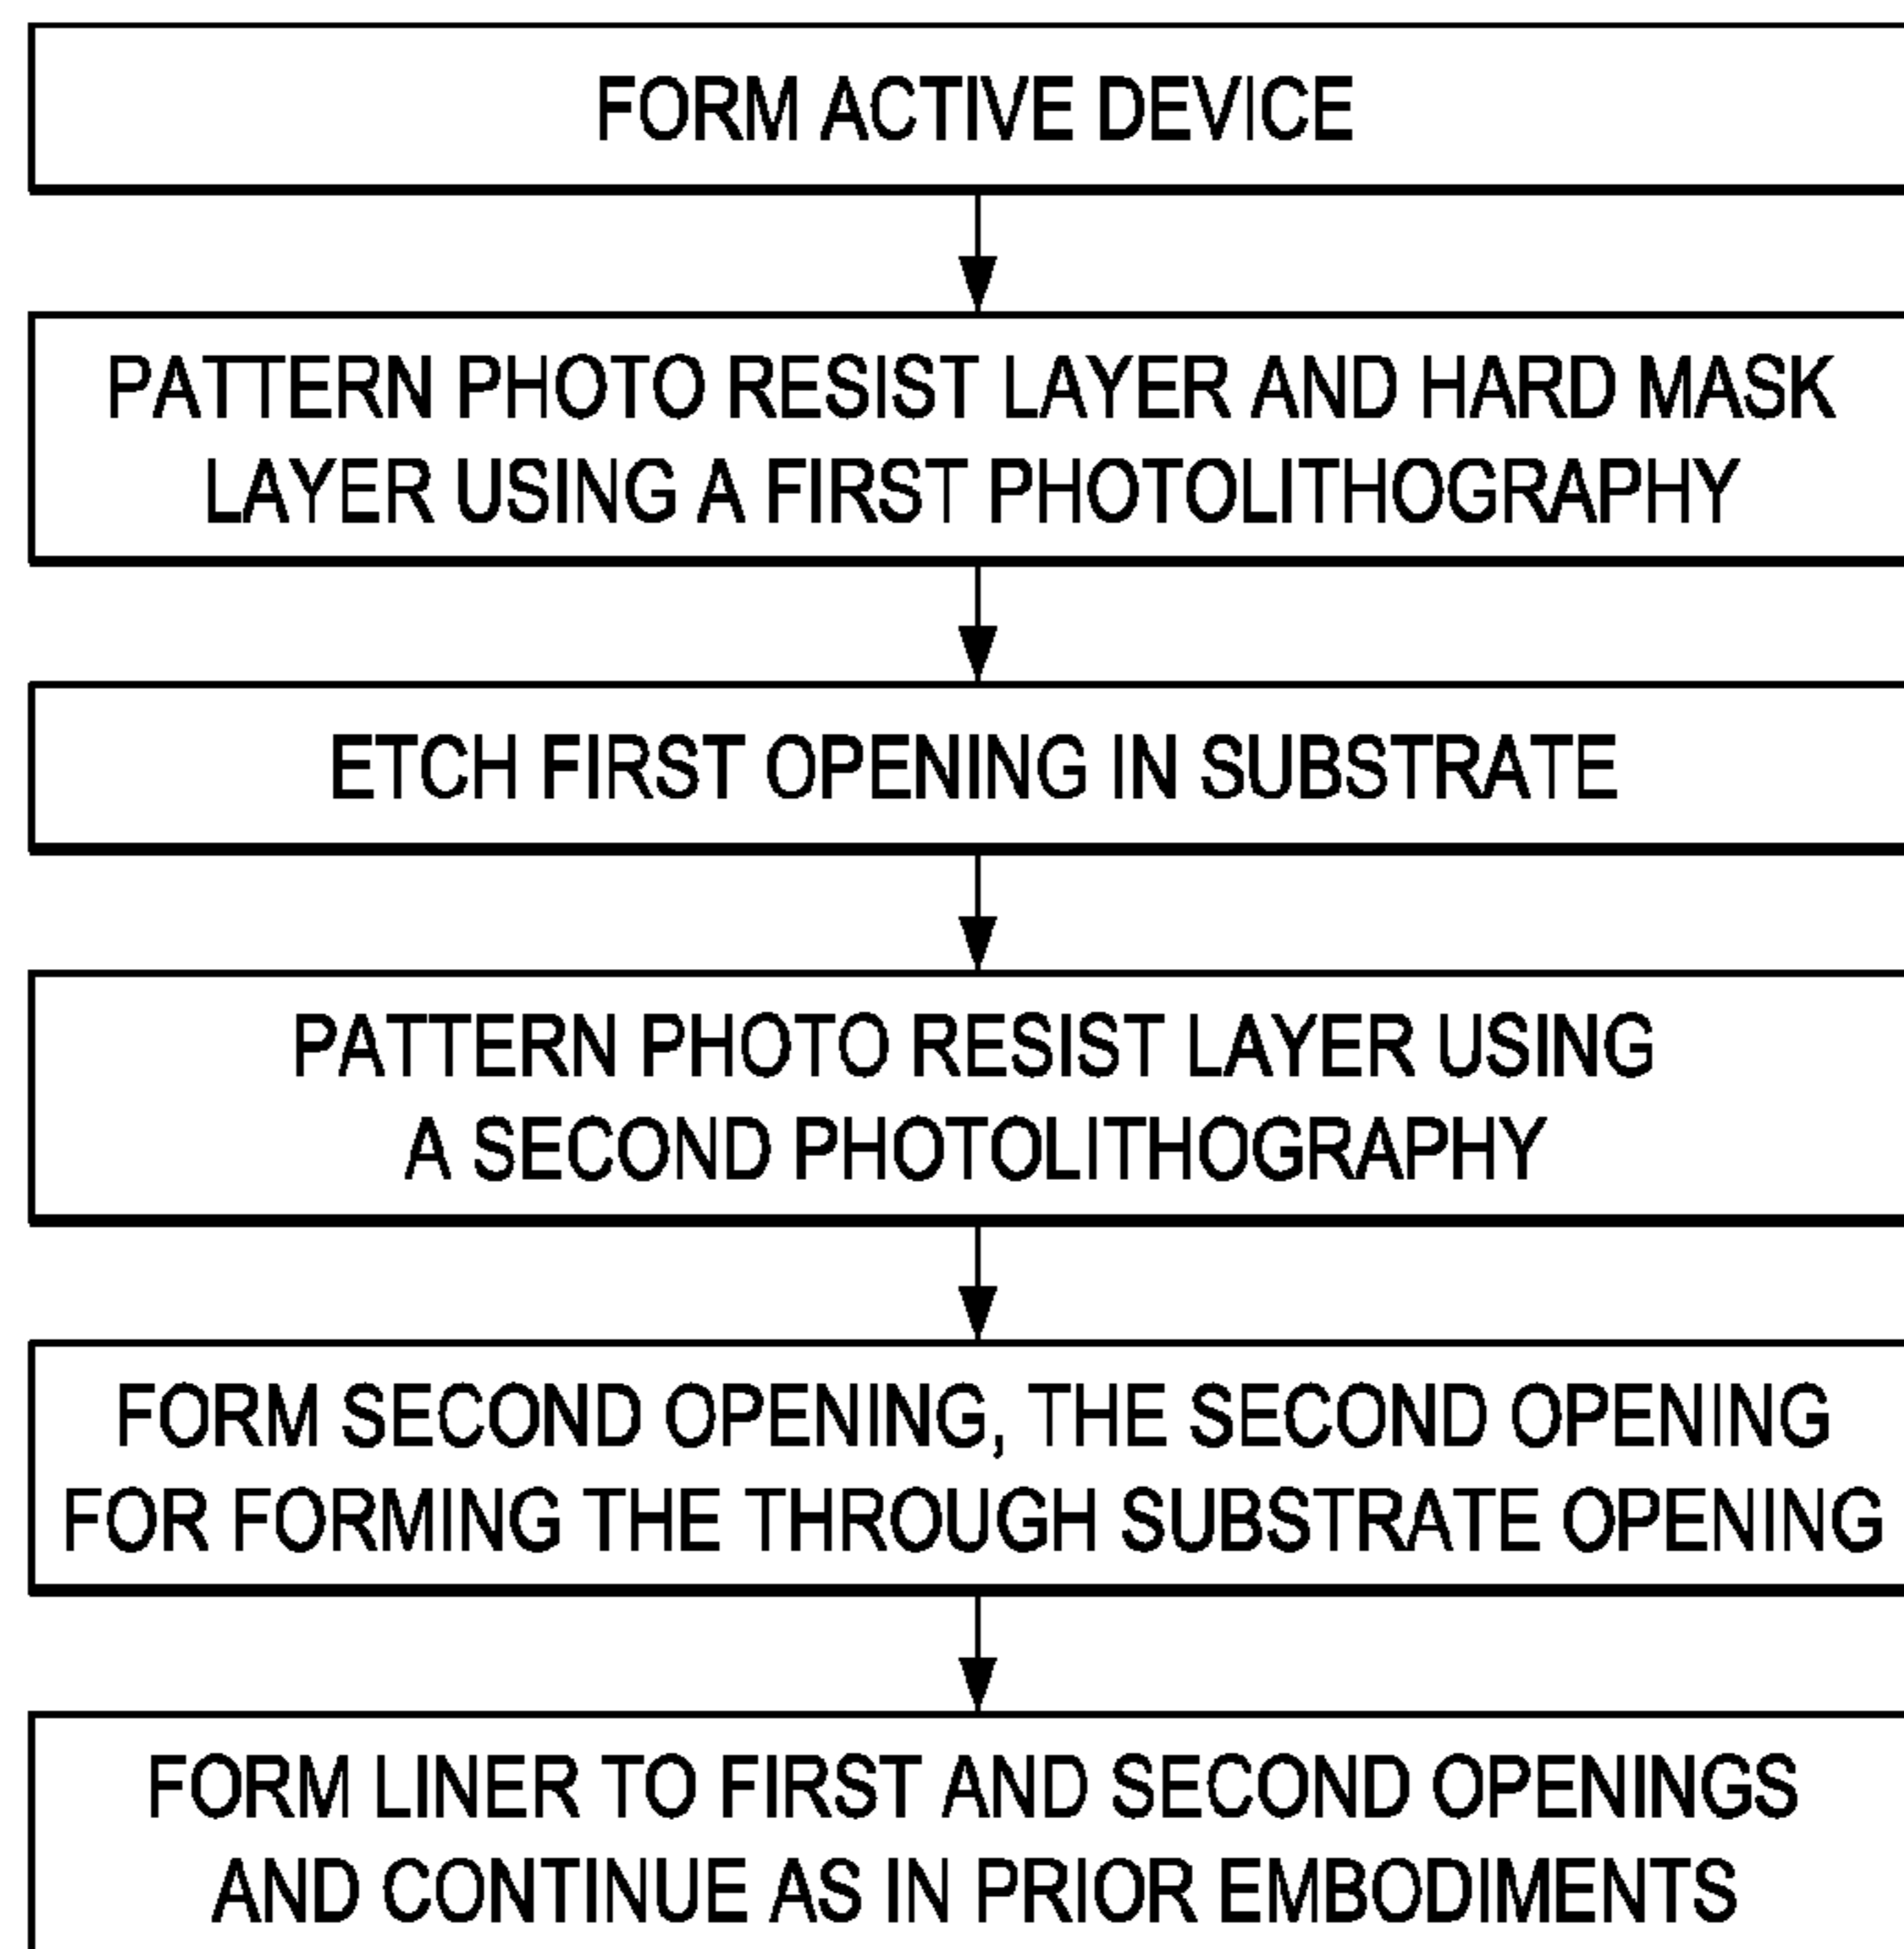 FORM ACTIVE DEVICE
PATTERN PHOTO RESIST LAYER AND HARD MASK
LAYER USING A FIRST PHOTOLITHOGRAPHY
ETCH FIRST OPENING IN SUBSTRATE
PATTERN PHOTO RESIST LAYER USING
A SECOND PHOTOLITHOGRAPHY
FORM SECOND OPENING, THE SECOND OPENING
FOR FORMING THE THROUGH SUBSTRATE OPENING
FORM LINER TO FIRST AND SECOND OPENINGS
AND CONTINUE AS IN PRIOR EMBODIMENTS